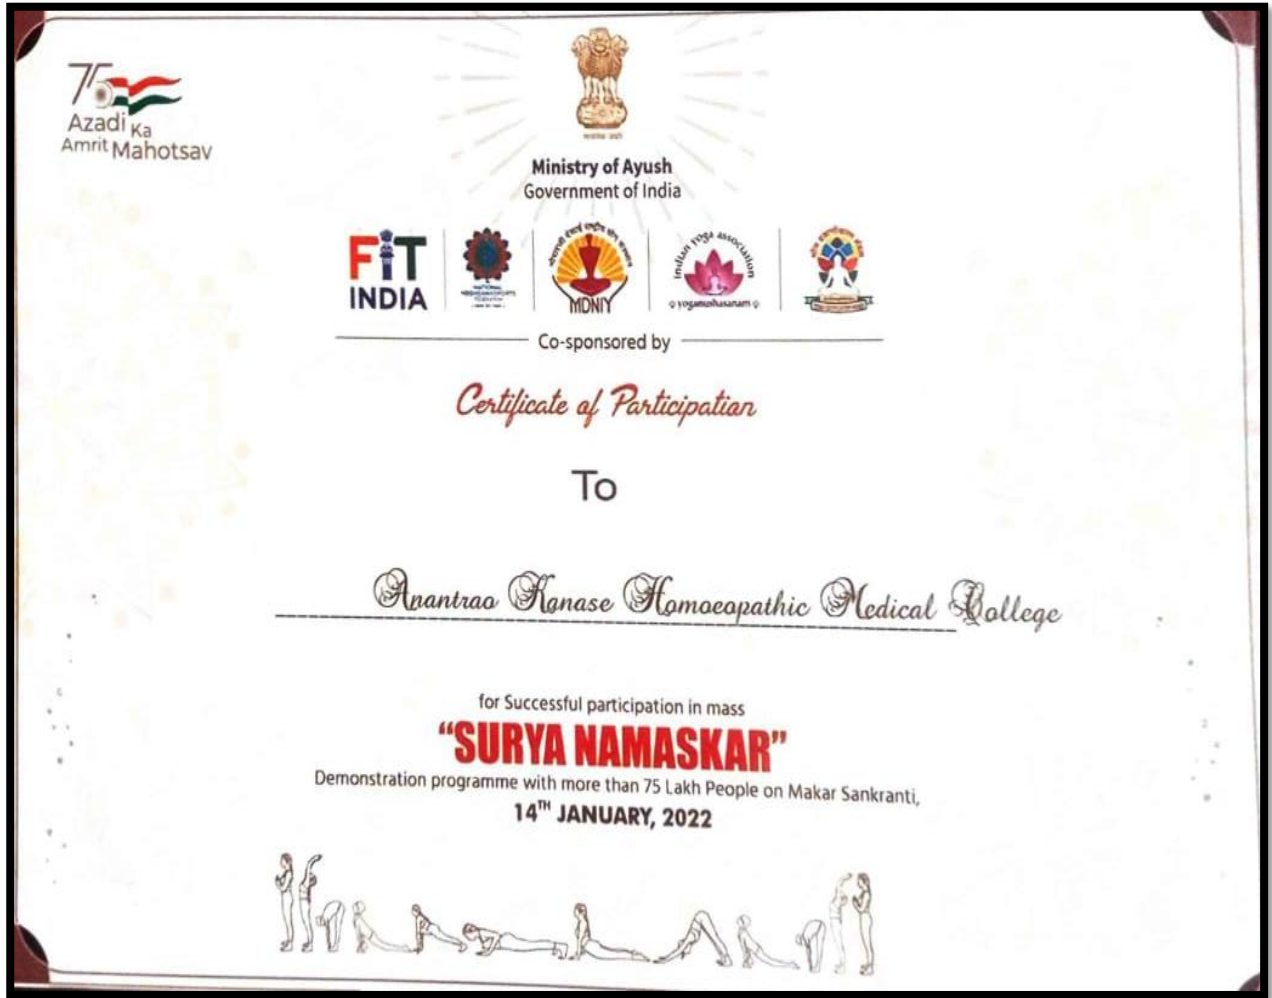 75
Azadi Ka
Amrit Mahotsav
Ministry of Ayush
Government of India
FiT
INDIA
NATIONAL
MDNIY
indian yoga association
yoganushasanam
Co-sponsored by
Certificate of Participation
To
Anantrao Kanase Homoeopathic Medical College
for Successful participation in mass
"SURYA NAMASKAR"
Demonstration programme with more than 75 Lakh People on Makar Sankranti,
14TH JANUARY, 2022